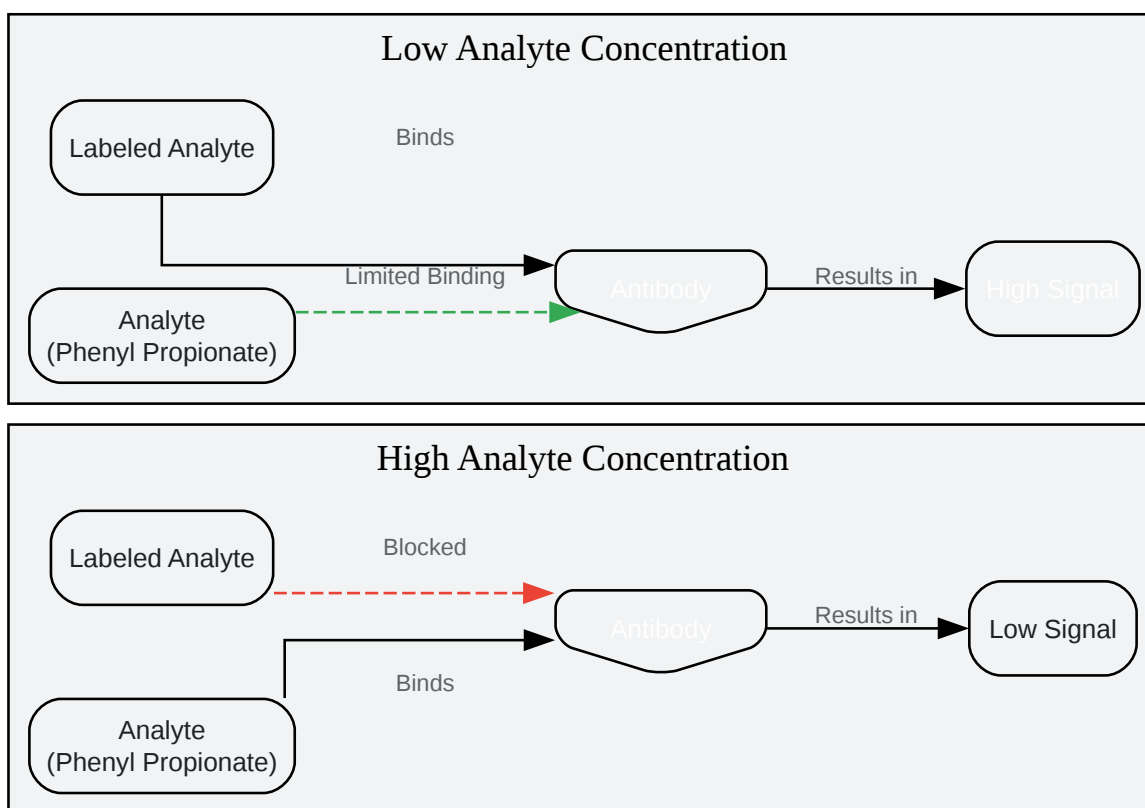 Low Analyte Concentration
Labeled Analyte
Binds
Limited Binding
Antibody
Results in
High Signal
Analyte
(Phenyl Propionate)
High Analyte Concentration
Labeled Analyte
Blocked
Antibody
Results in
Low Signal
Binds
Analyte
(Phenyl Propionate)